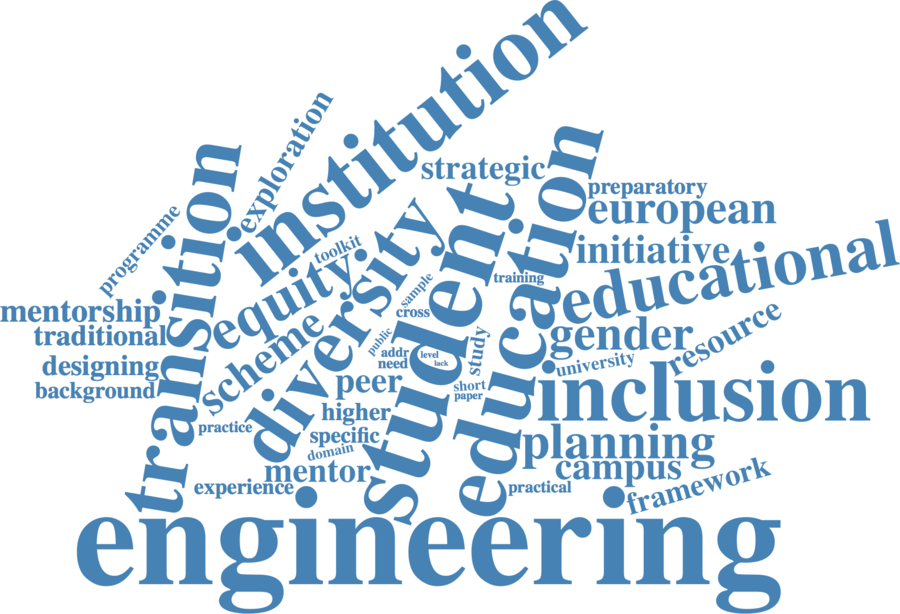 institution
exploration
transition
programme
strategic
education
preparatory
european
initiative
educational
toolkit
equity
diversity
student
training
sample
cross
mentorship
traditional
designing
background
scheme
public
addr
need
level
lack
study
gender
resource
university
peer
short
paper
inclusion
higher
specific
practice
domain
mentor
experience
planning
campus
practical
framework
engineering